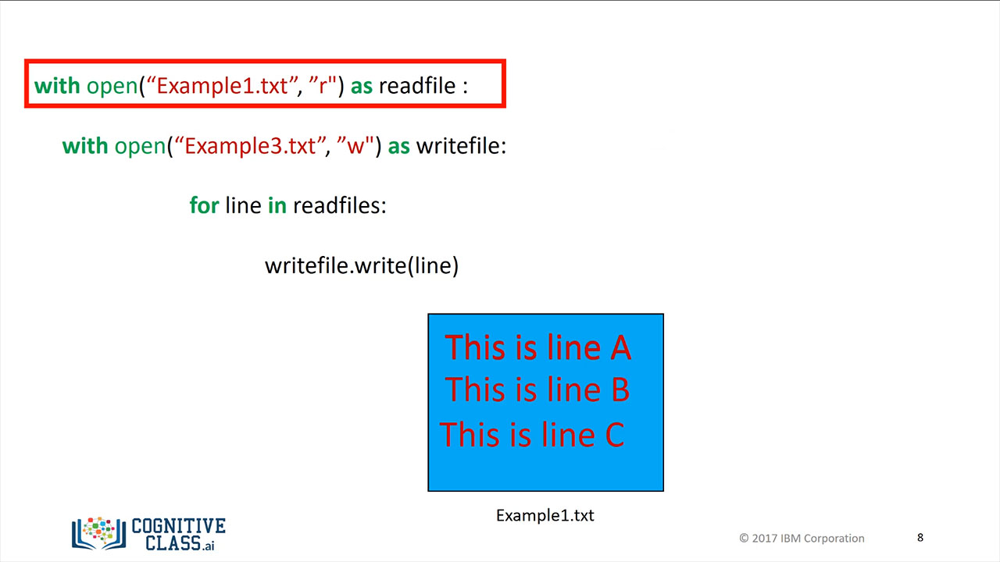 with open(“Example1.txt”, ”r") as readfile :
with open(“Example3.txt”, ”w") as writefile:
for line in readfiles:
writefile.write(line)
This is line A
This is line B
This is line C
Example1.txt
COGNITIVE
CLASS.ai
© 2017 IBM Corporation
8